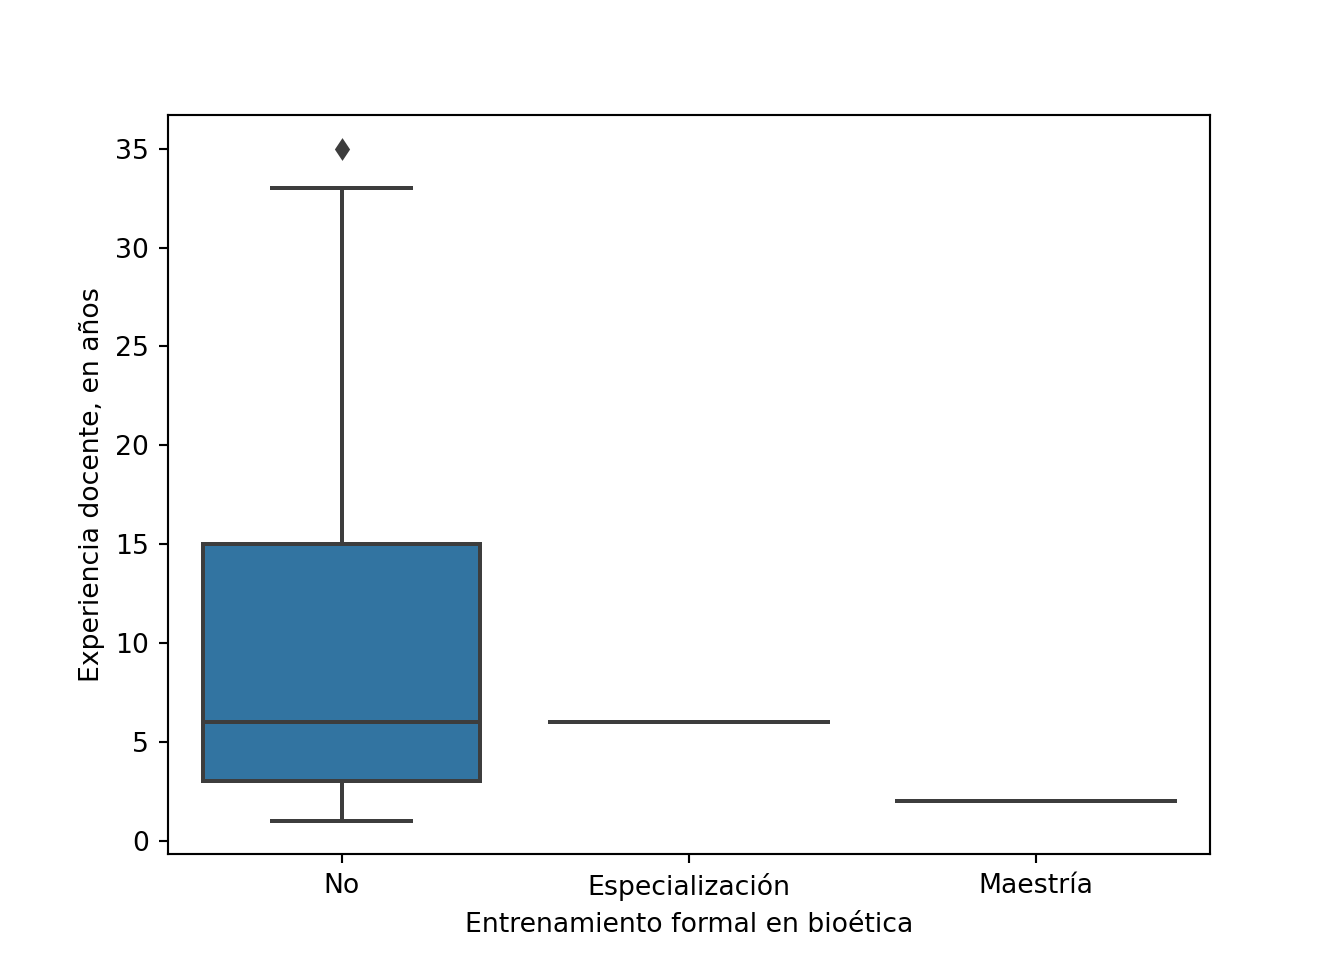 35
30
25
20
15
10
5
0
Experiencia docente, en años
No
Especialización
Maestría
Entrenamiento formal en bioética